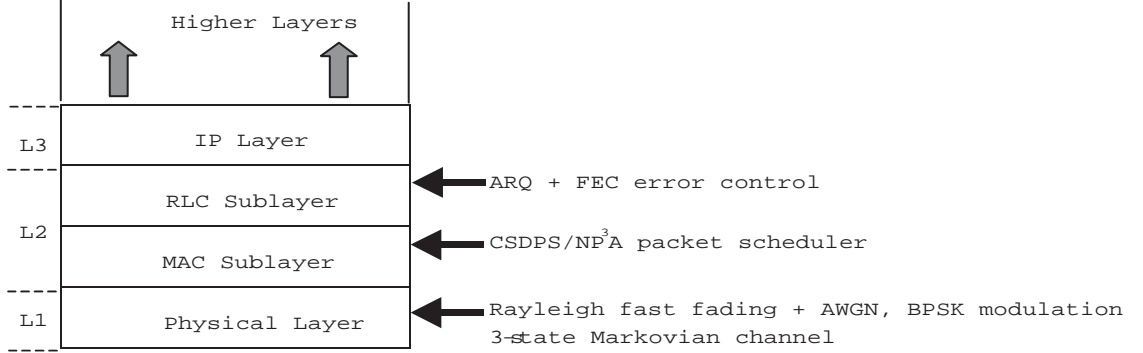 Higher Layers
L3
IP Layer
RLC Sublayer
ARQ + FEC error control
L2
MAC Sublayer
CSDPS/NP³A packet scheduler
L1
Physical Layer
Rayleigh fast fading + AWGN, BPSK modulation
3-state Markovian channel